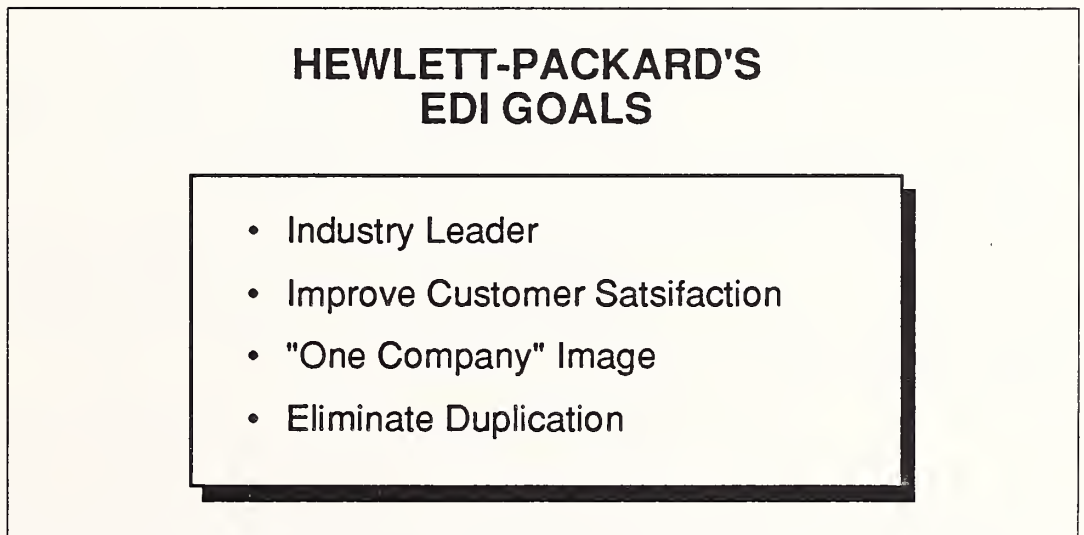 HEWLETT-PACKARD'S
EDI GOALS
• Industry Leader
• Improve Customer Satsifaction
• "One Company" Image
• Eliminate Duplication